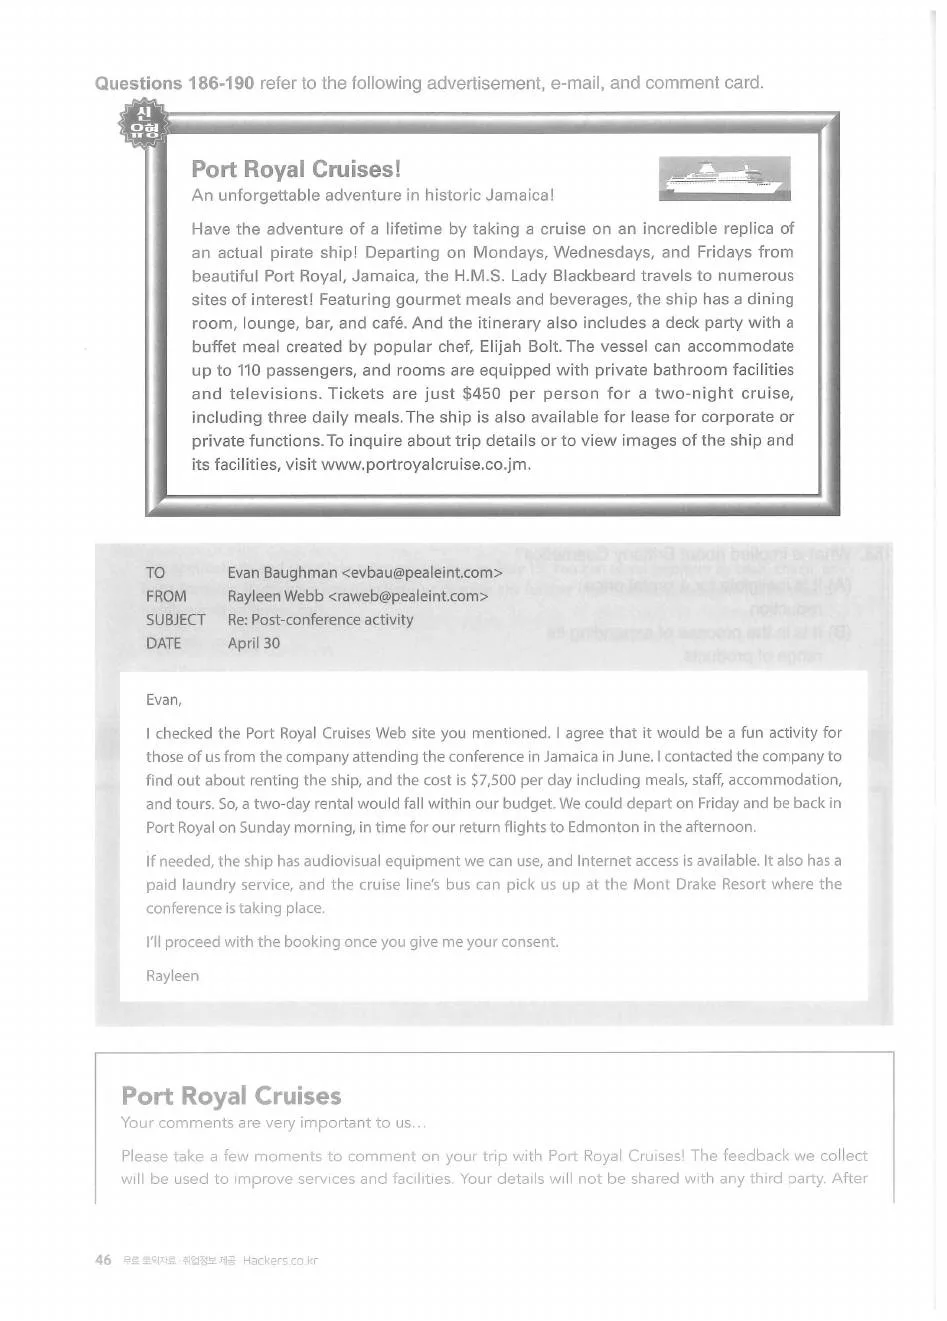 Questions 186-190 refer to the following advertisement, e-mail, and comment card.
신
유형
Port Royal Cruises!
An unforgettable adventure in historic Jamaica!
Have the adventure of a lifetime by taking a cruise on an incredible replica of
an actual pirate ship! Departing on Mondays, Wednesdays, and Fridays from
beautiful Port Royal, Jamaica, the H.M.S. Lady Blackbeard travels to numerous
sites of interest! Featuring gourmet meals and beverages, the ship has a dining
room, lounge, bar, and café. And the itinerary also includes a deck party with a
buffet meal created by popular chef, Elijah Bolt. The vessel can accommodate
up to 110 passengers, and rooms are equipped with private bathroom facilities
and televisions. Tickets are just $450 per person for a two-night cruise,
including three daily meals. The ship is also available for lease for corporate or
private functions. To inquire about trip details or to view images of the ship and
its facilities, visit www.portroyalcruise.co.jm.
TO Evan Baughman <evbau@pealeint.com>
FROM Rayleen Webb <raweb@pealeint.com>
SUBJECT Re: Post-conference activity
DATE April 30
Evan,
I checked the Port Royal Cruises Web site you mentioned. I agree that it would be a fun activity for
those of us from the company attending the conference in Jamaica in June. I contacted the company to
find out about renting the ship, and the cost is $7,500 per day including meals, staff, accommodation,
and tours. So, a two-day rental would fall within our budget. We could depart on Friday and be back in
Port Royal on Sunday morning, in time for our return flights to Edmonton in the afternoon.
If needed, the ship has audiovisual equipment we can use, and Internet access is available. It also has a
paid laundry service, and the cruise line's bus can pick us up at the Mont Drake Resort where the
conference is taking place.
I'll proceed with the booking once you give me your consent.
Rayleen
Port Royal Cruises
Your comments are very important to us...
Please take a few moments to comment on your trip with Port Royal Cruises! The feedback we collect
will be used to improve services and facilities. Your details will not be shared with any third party. After
46 무료 토익자료·취업정보 제공 Hackers.co.kr